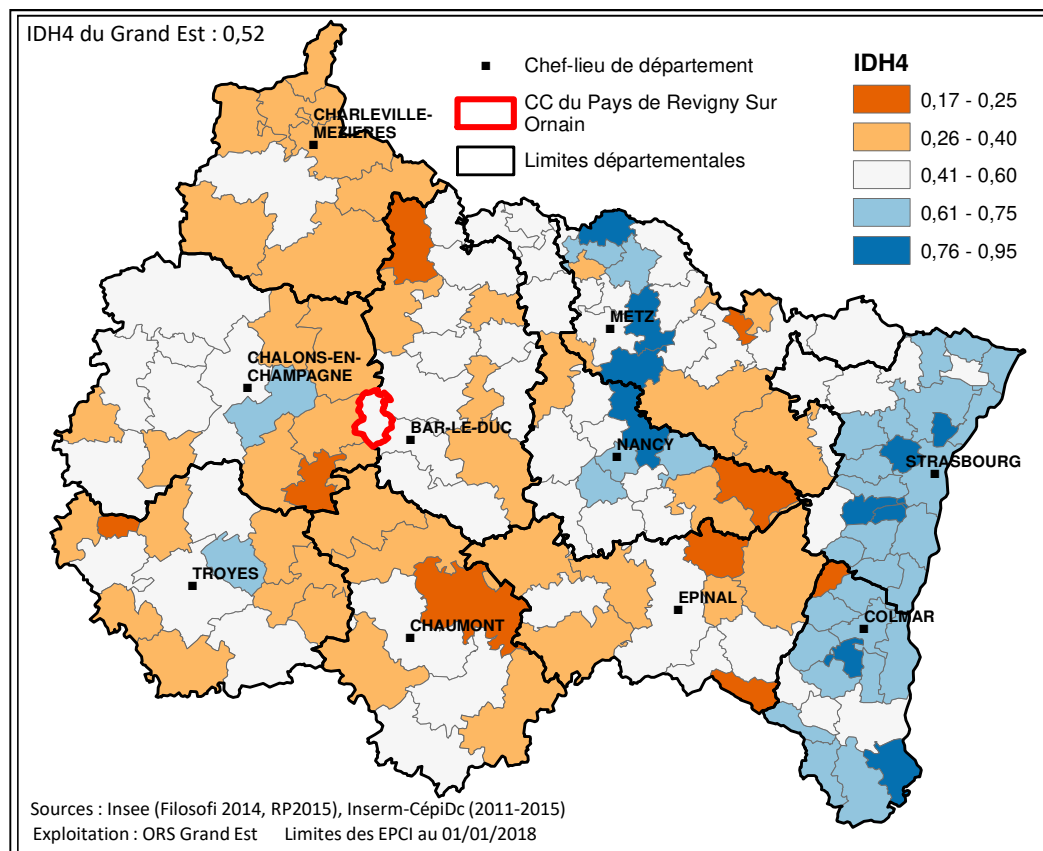 IDH4 du Grand Est : 0,52
Chef-lieu de département
CC du Pays de Revigny Sur
Ornain
Limites départementales
IDH4
0,17 - 0,25
0,26 - 0,40
0,41 - 0,60
0,61 - 0,75
0,76 - 0,95
CHARLEVILLE-
MEZIERES
METZ
CHALONS-EN-
CHAMPAGNE
BAR-LE-DUC
NANCY
STRASBOURG
TROYES
CHAUMONT
EPINAL
COLMAR
Sources : Insee (Filosofi 2014, RP2015), Inserm-CépiDc (2011-2015)
Exploitation : ORS Grand Est Limites des EPCI au 01/01/2018